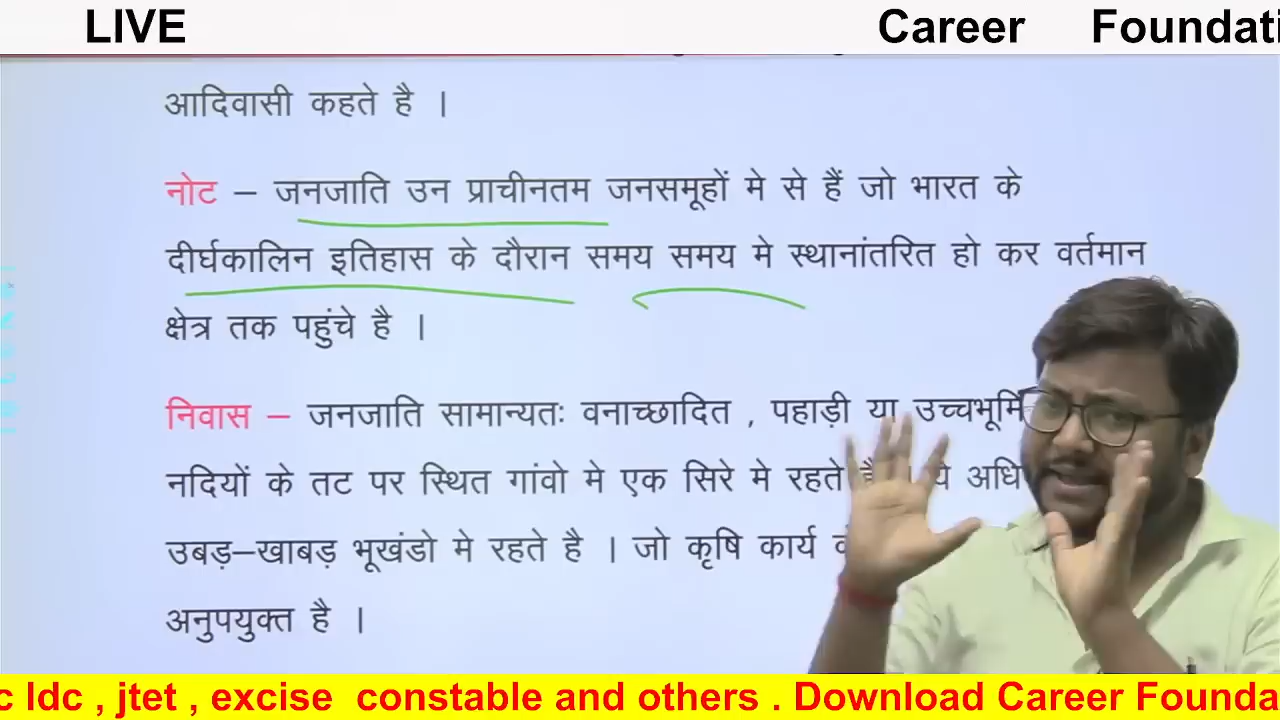 LIVE Career Foundati
आदिवासी कहते है ।
नोट – जनजाति उन प्राचीनतम जनसमूहों मे से हैं जो भारत के
दीर्घकालिन इतिहास के दौरान समय समय मे स्थानांतरित हो कर वर्तमान
क्षेत्र तक पहुंचे है ।
निवास – जनजाति सामान्यतः वनाच्छादित , पहाड़ी या उच्चभूमि
नदियों के तट पर स्थित गांवो मे एक सिरे मे रहते ये अधि
उबड़–खाबड़ भूखंडो मे रहते है । जो कृषि कार्य
अनुपयुक्त है ।
c ldc , jtet , excise constable and others . Download Career Founda